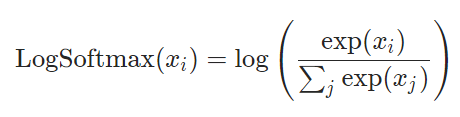 LogSoftmax(x_i) = log ( exp(x_i) / ∑_j exp(x_j) )